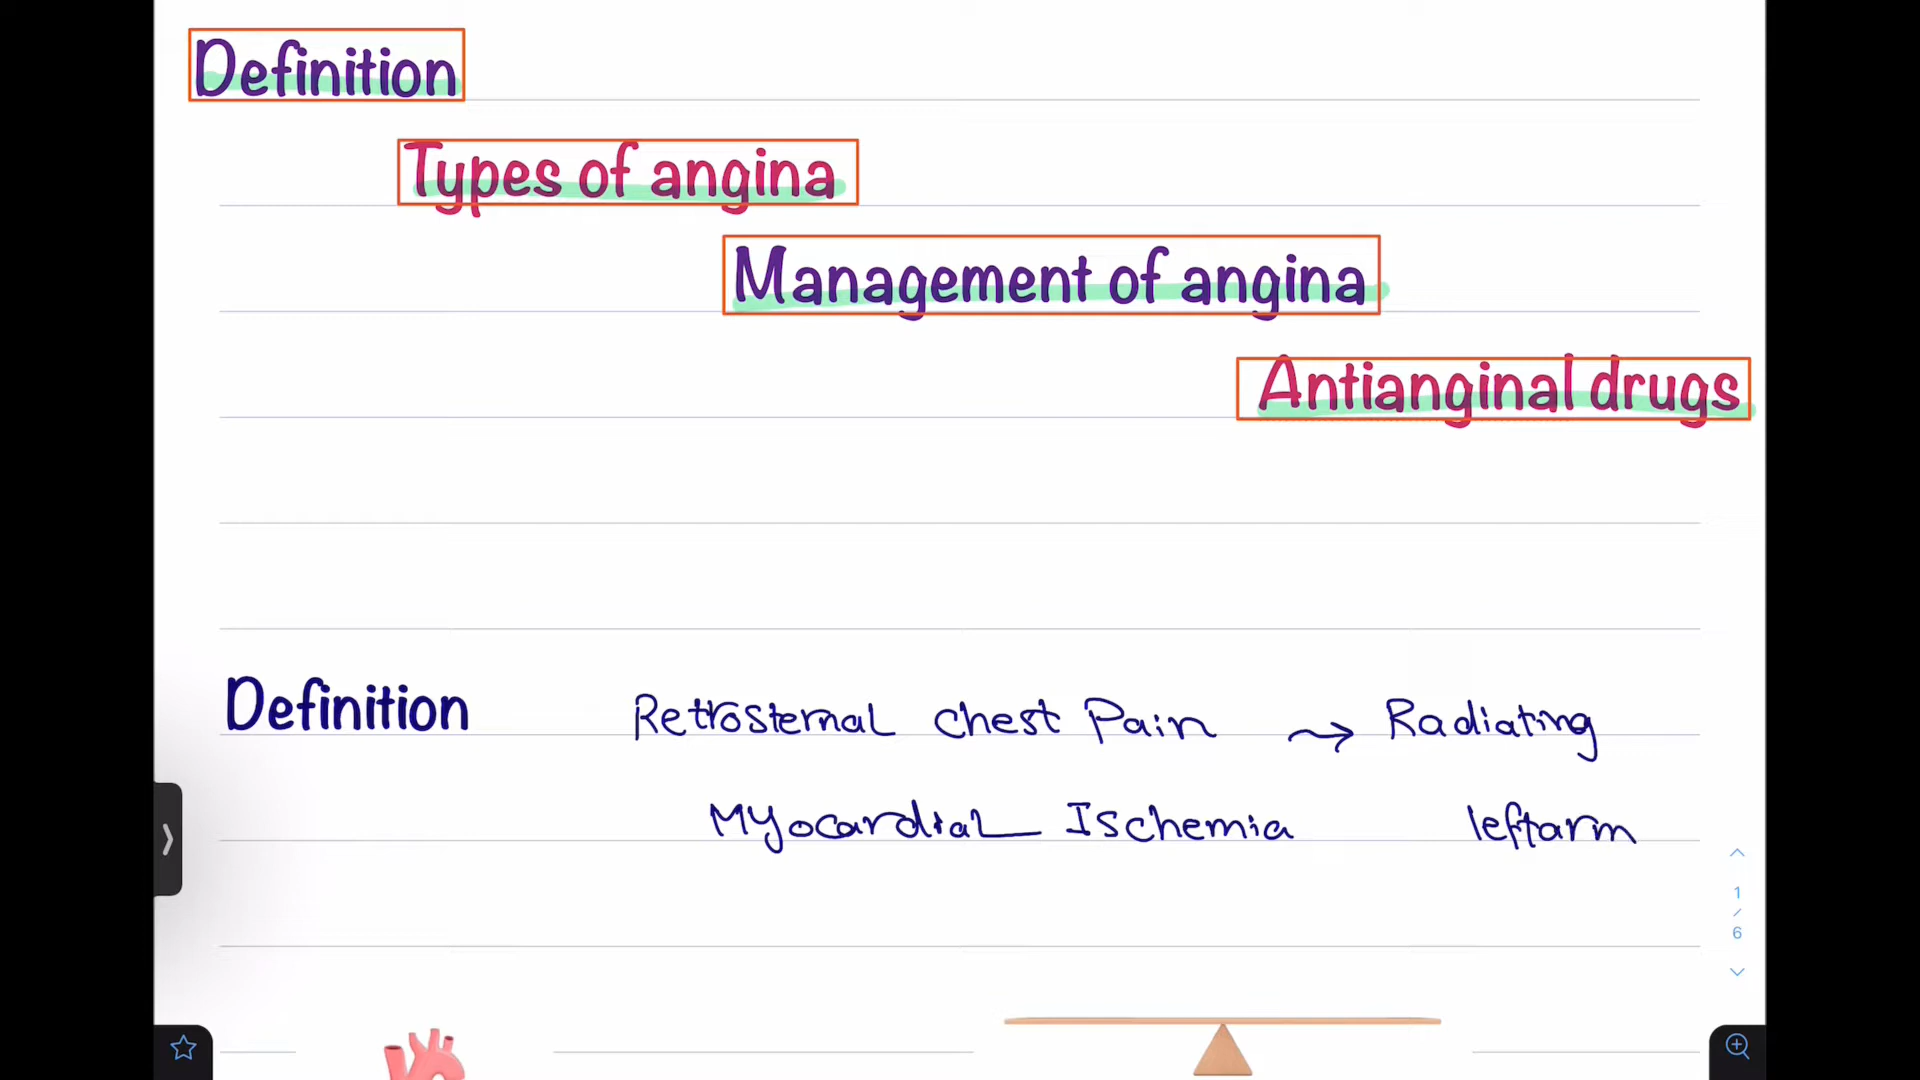 Definition
Types of angina
Management of angina
Antianginal drugs
Definition Retrosternal chest Pain → Radiating
Myocardial Ischemia leftarm
1
/
6